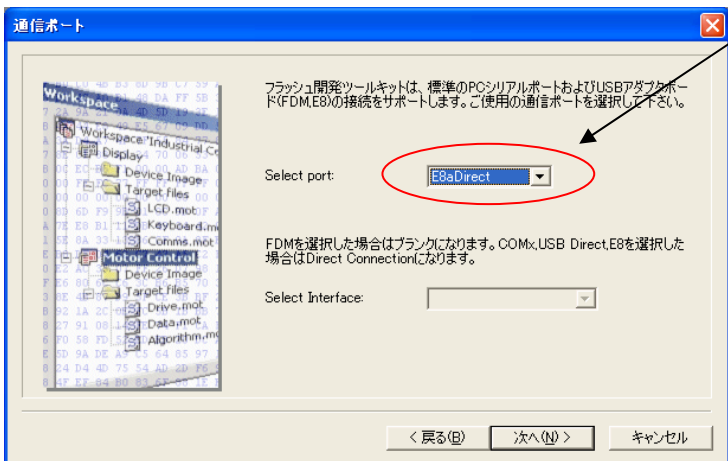 通信ポート
フラッシュ開発ツールキットは、標準のPCシリアルポートおよびUSBアダプタボー
ド(FDM,E8)の接続をサポートします。ご使用の通信ポートを選択して下さい。
Select port:
E8aDirect
FDMを選択した場合はブランクになります。COMx,USB Direct,E8を選択した
場合はDirect Connectionになります。
Select Interface:
Workspace
Workspace 'Industrial Co
Display
Device Image
Target files
LCD.mot
Keyboard.m
Comms.mot
Motor Control
Device Image
Target files
Drive.mot
Data.mot
Algorithm.mo
< 戻る(B)
次へ(N) >
キャンセル